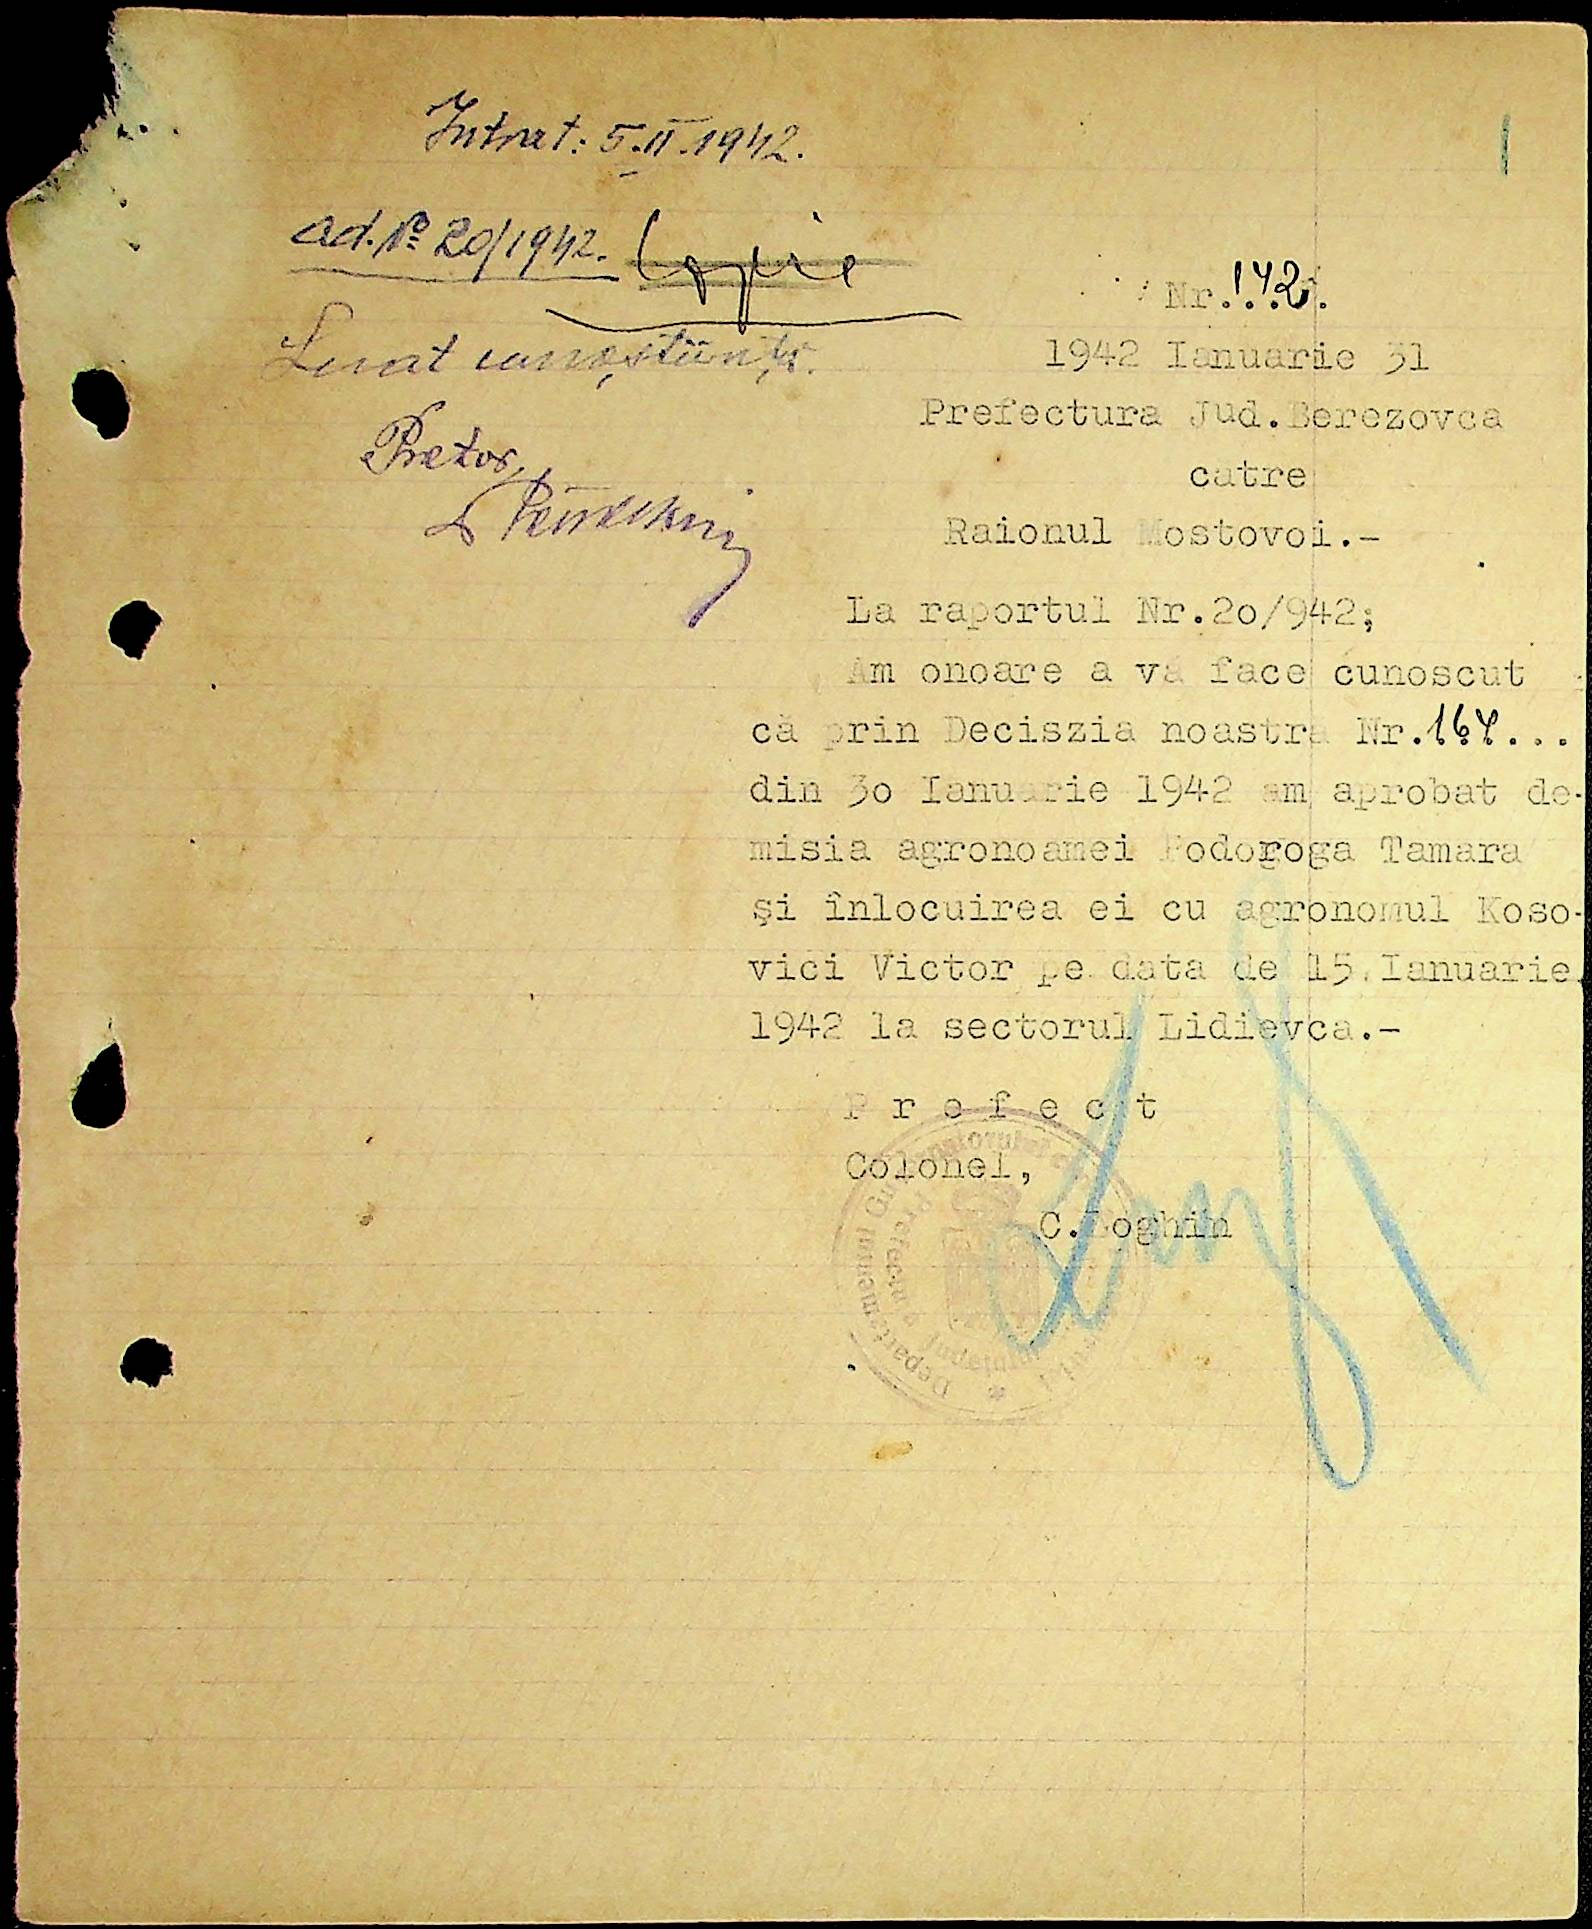 Intrat: 5.II.1942.
ad. № 20/1942. Copie
Luat cunoştiinţă.
Pretor,
Nr.142.
1942 Ianuarie 31
Prefectura Jud.Berezovca
catre
Raionul Mostovoi.-
La raportul Nr.2o/942;
Am onoare a vă face cunoscut
că prin Deciszia noastra Nr.164...
din 3o Ianuarie 1942 am aprobat de-
misia agronoamei Podoroga Tamara
şi înlocuirea ei cu agronomul Koso-
vici Victor pe data de 15.Ianuarie
1942 la sectorul Lidievca.-
P r e f e c t
Colonel,
C.Loghin
Prefectura Judeţului